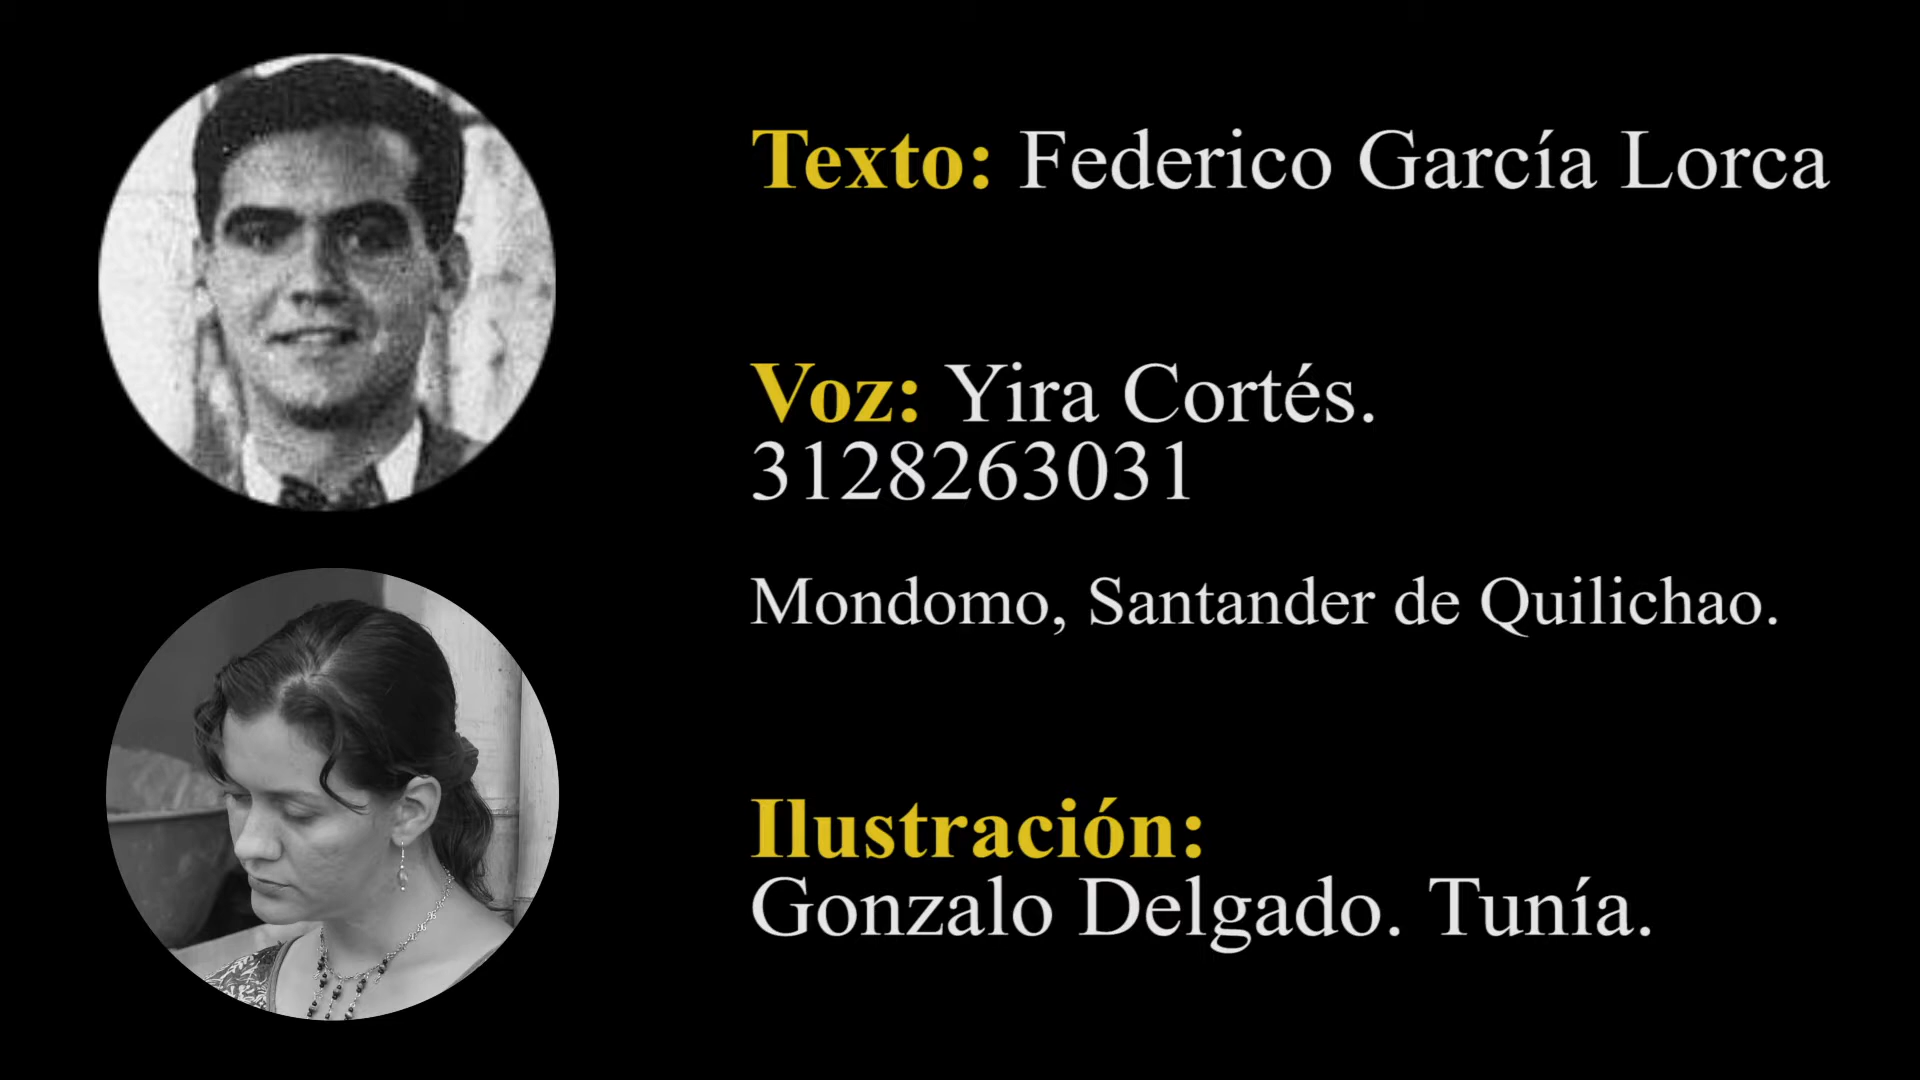 Texto: Federico García Lorca
Voz: Yira Cortés.
3128263031
Mondomo, Santander de Quilichao.
Ilustración:
Gonzalo Delgado. Tunía.